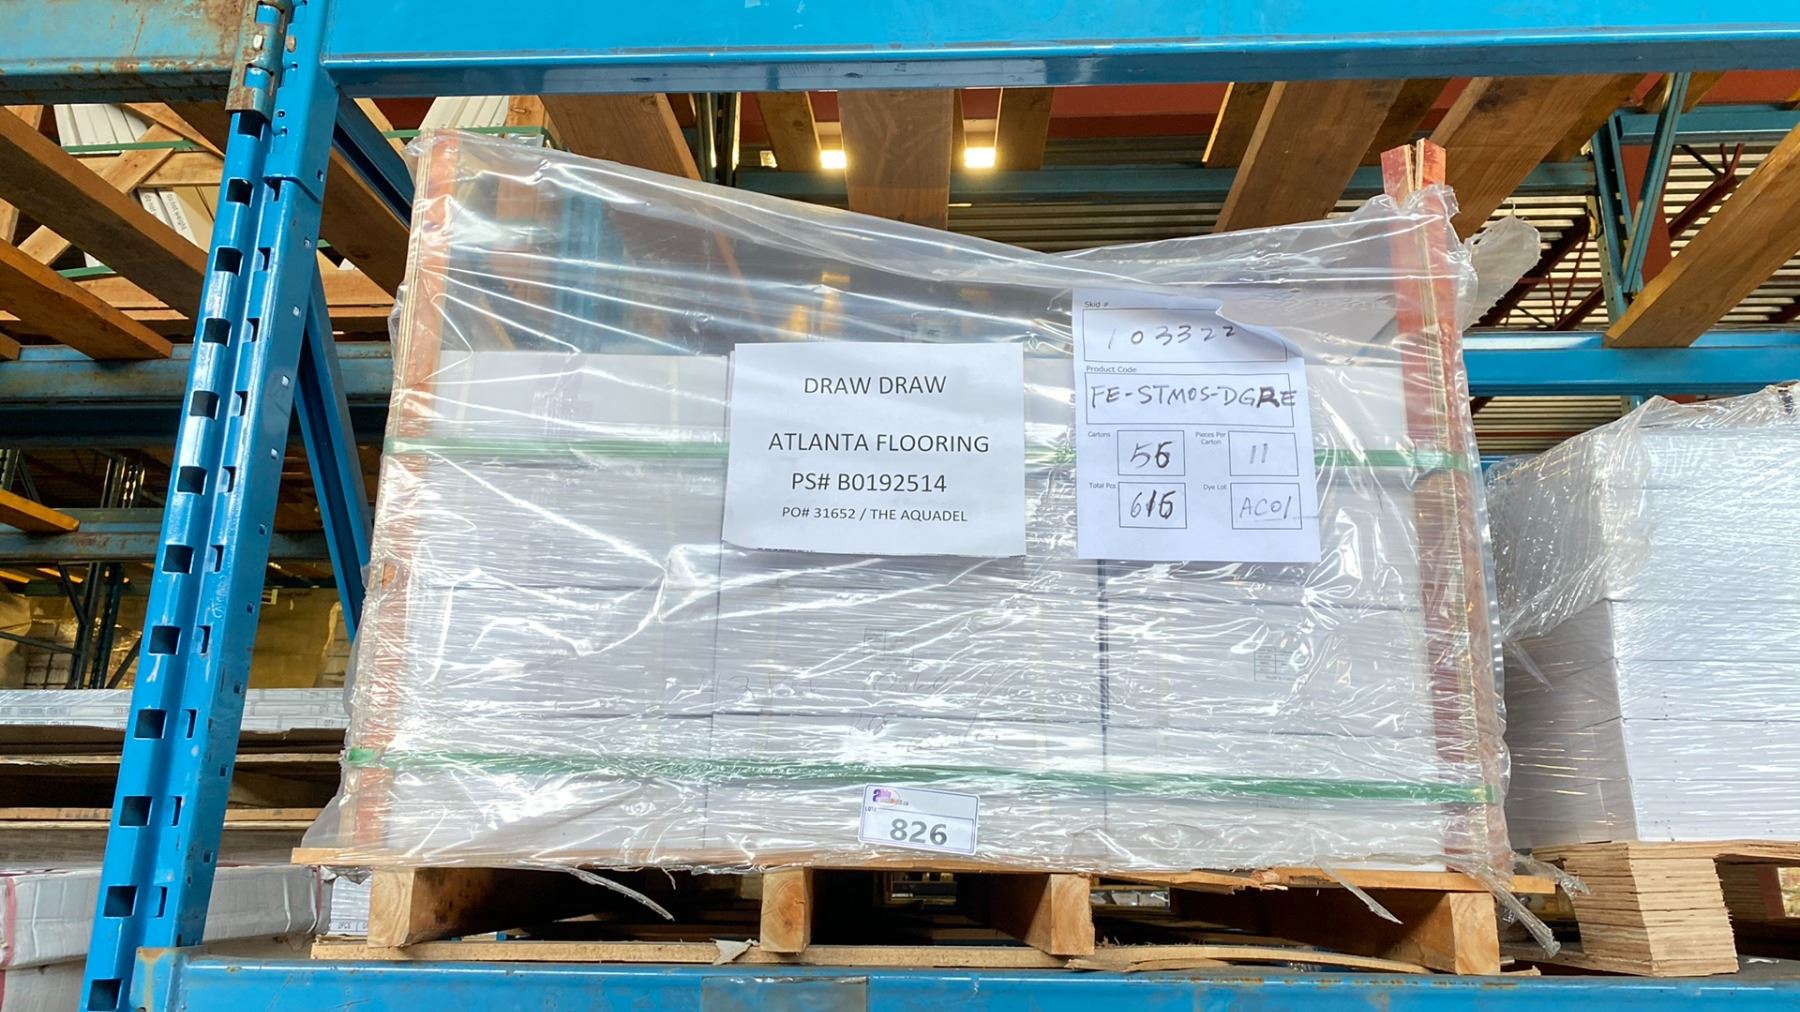 DRAW DRAW
ATLANTA FLOORING
PS# B0192514
PO# 31652 / THE AQUADEL
Skid #
103322
Product Code
FE-STMOS-DGRE
Cartons
56
Pieces Per Carton
11
Total Pcs
616
Dye Lot
AC01
LOT#
826